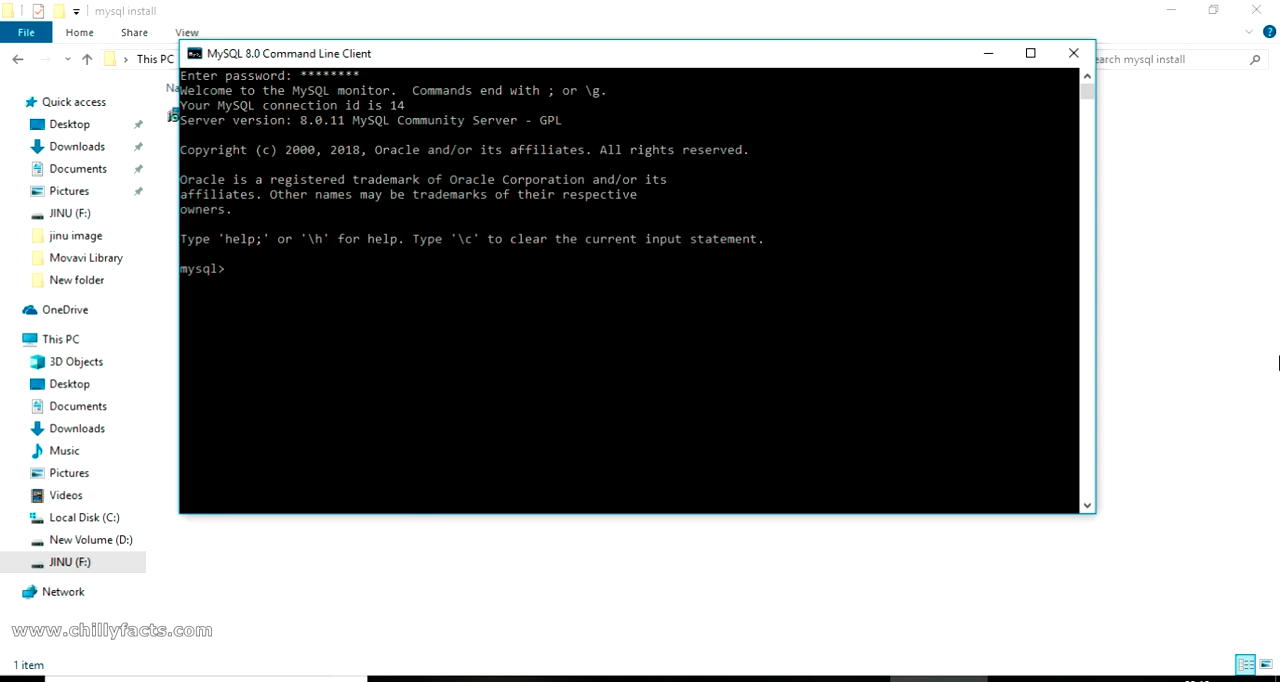 mysql install
File
Home
Share
View
This PC
earch mysql install
MySQL 8.0 Command Line Client
Enter password: ********
Welcome to the MySQL monitor.  Commands end with ; or \g.
Your MySQL connection id is 14
Server version: 8.0.11 MySQL Community Server - GPL
Copyright (c) 2000, 2018, Oracle and/or its affiliates. All rights reserved.
Oracle is a registered trademark of Oracle Corporation and/or its
affiliates. Other names may be trademarks of their respective
owners.
Type 'help;' or '\h' for help. Type '\c' to clear the current input statement.
mysql>
Quick access
Desktop
Downloads
Documents
Pictures
JINU (F:)
jinu image
Movavi Library
New folder
OneDrive
This PC
3D Objects
Desktop
Documents
Downloads
Music
Pictures
Videos
Local Disk (C:)
New Volume (D:)
JINU (F:)
Network
www.chillyfacts.com
1 item